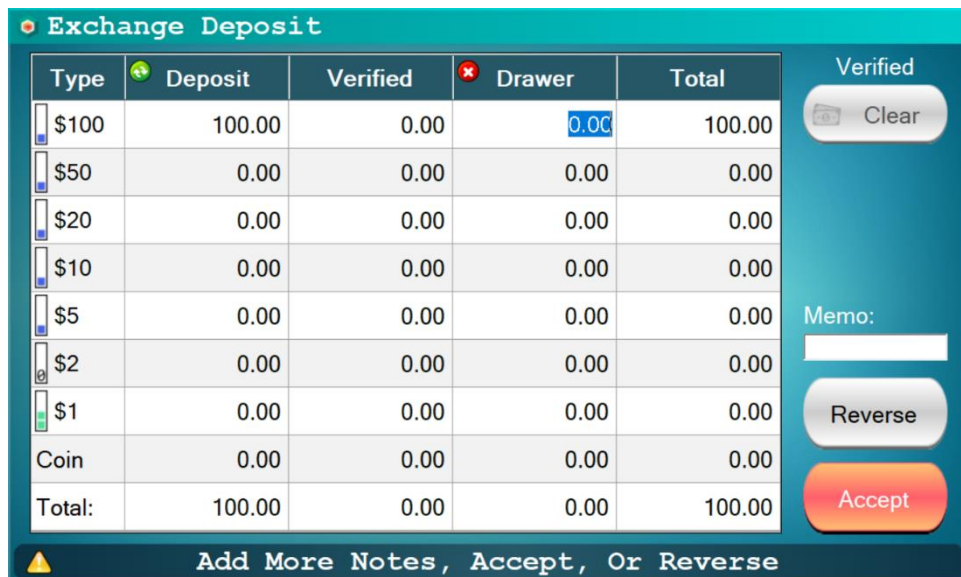 Exchange Deposit
Type Deposit Verified Drawer Total
$100 100.00 0.00 0.00 100.00
$50 0.00 0.00 0.00 0.00
$20 0.00 0.00 0.00 0.00
$10 0.00 0.00 0.00 0.00
$5 0.00 0.00 0.00 0.00
0 $2 0.00 0.00 0.00 0.00
$1 0.00 0.00 0.00 0.00
Coin 0.00 0.00 0.00 0.00
Total: 100.00 0.00 0.00 100.00
Verified
Clear
Memo:
Reverse
Accept
Add More Notes, Accept, Or Reverse